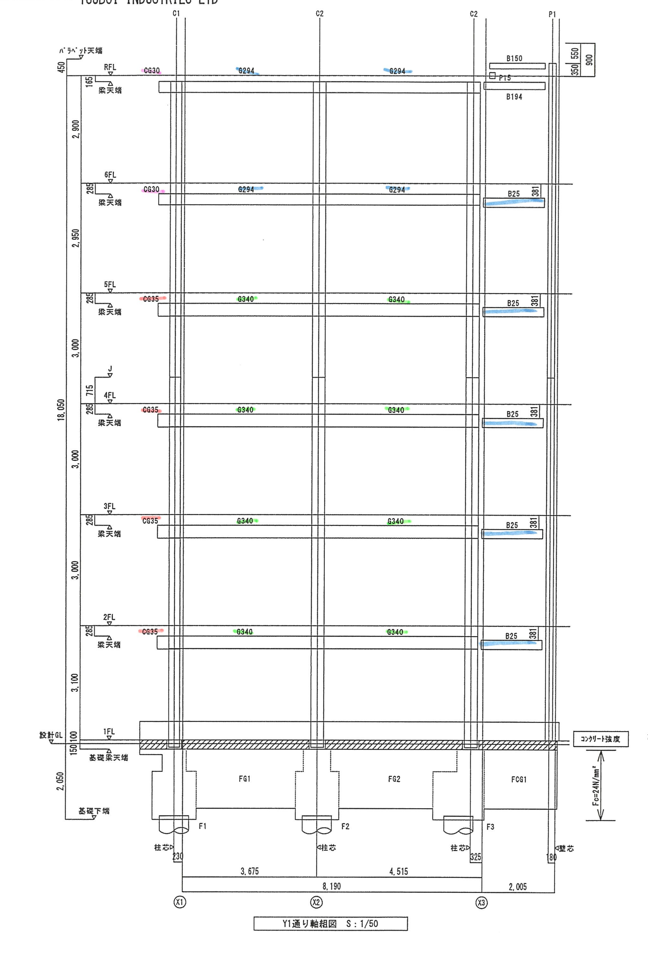 YUUBUI INDUSTRIES LTD
C1 C2 C2 P1
パラペット天端
450 RFL CG30 G294 G294 B150 550 900
165 梁天端 P15 350
B194
2,900
6FL CG30 G294 G294 B25 381
285 梁天端
2,950
5FL CG35 G340 G340 B25 381
285 梁天端
3,000
J
715
18,050 4FL CG35 G340 G340 B25 381
285 梁天端
3,000
3FL CG35 G340 G340 B25 381
285 梁天端
3,000
2FL CG35 G340 G340 B25 381
285 梁天端
3,100
設計GL 1FL 100 コンクリート強度
150 基礎梁天端
2,050 FG1 FG2 FCG1 Fc=24N/mm²
基礎下端 F1 F2 F3
柱芯 柱芯 柱芯 壁芯
230 325 180
3,675 4,515
8,190 2,005
X1 X2 X3
Y1通り軸組図 S：1/50